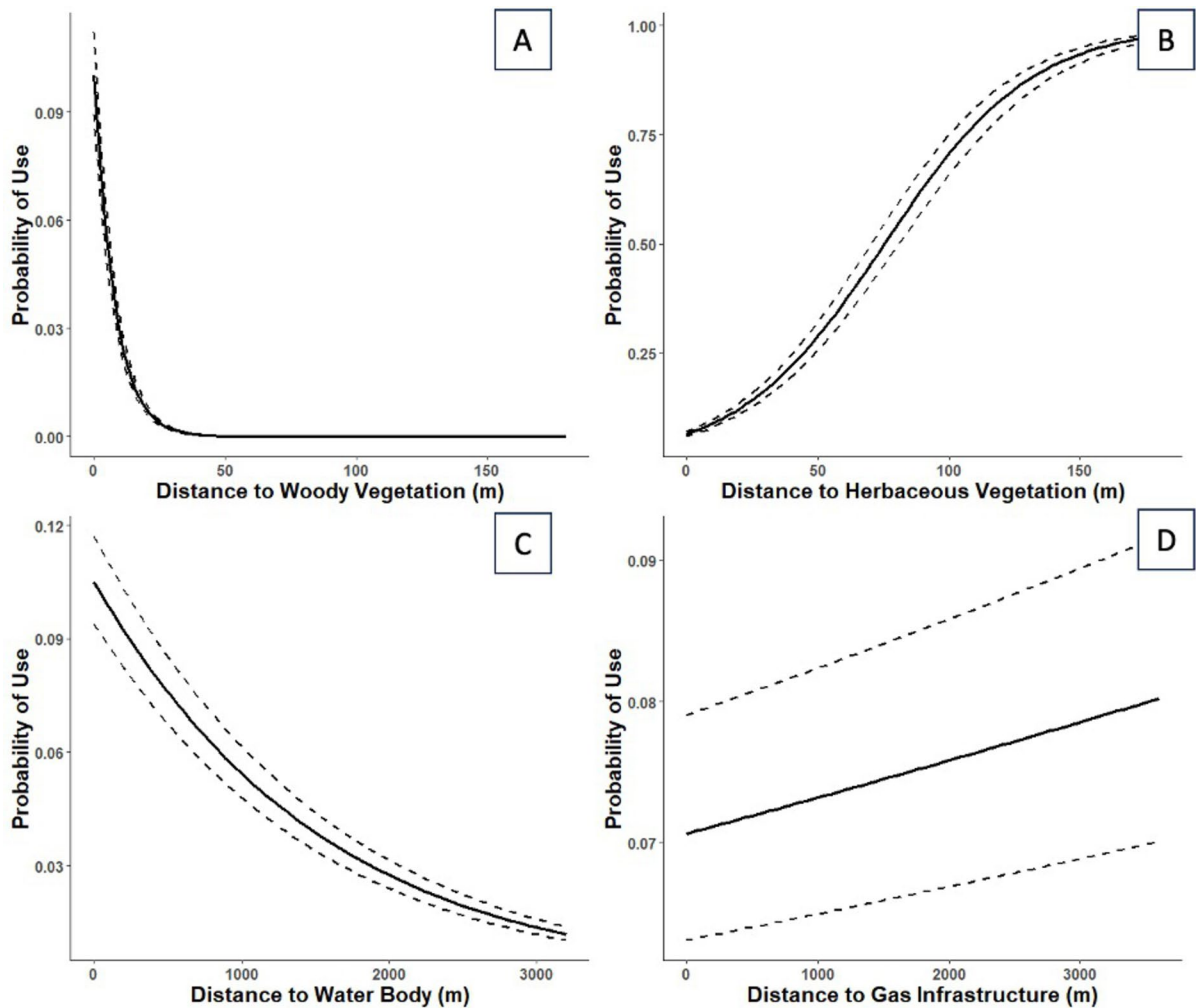 A
Probability of Use
0.09
0.06
0.03
0.00
0
50
100
150
Distance to Woody Vegetation (m)
B
Probability of Use
1.00
0.75
0.50
0.25
0
50
100
150
Distance to Herbaceous Vegetation (m)
C
Probability of Use
0.12
0.09
0.06
0.03
0
1000
2000
3000
Distance to Water Body (m)
D
Probability of Use
0.09
0.08
0.07
0
1000
2000
3000
Distance to Gas Infrastructure (m)